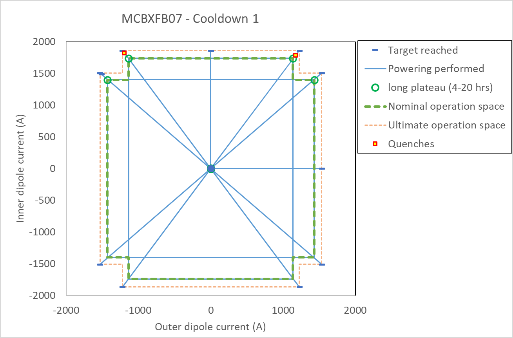 MCBXFB07 - Cooldown 1
2000
1500
1000
500
0
-500
-1000
-1500
-2000
Inner dipole current (A)
-2000 -1000 0 1000 2000
Outer dipole current (A)
Target reached
Powering performed
long plateau (4-20 hrs)
Nominal operation space
Ultimate operation space
Quenches